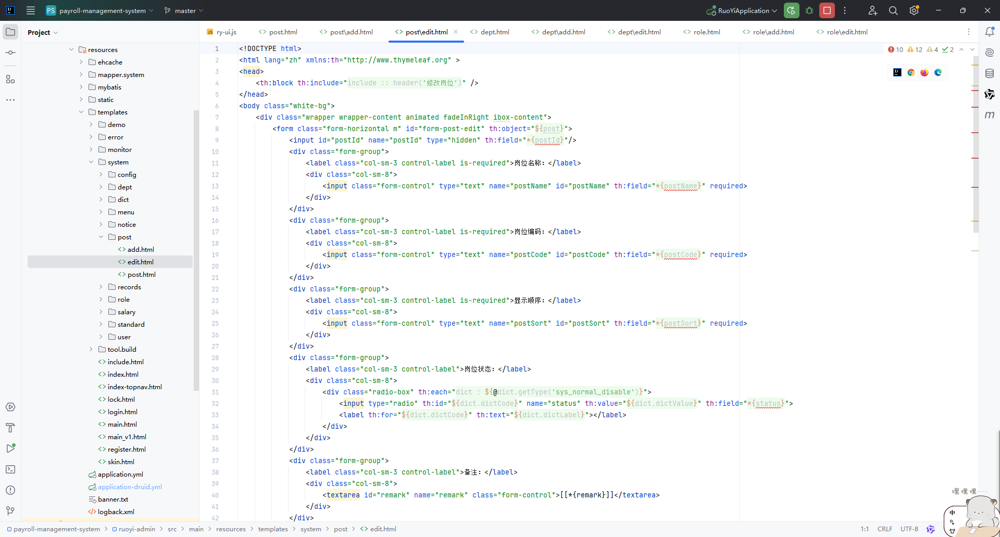 PS payroll-management-system master RuoYiApplication
Project
resources
ehcache
mapper.system
mybatis
static
templates
demo
error
monitor
system
config
dept
dict
menu
notice
post
add.html
edit.html
post.html
records
role
salary
standard
user
tool.build
include.html
index.html
index-topnav.html
lock.html
login.html
main.html
main_v1.html
register.html
skin.html
application.yml
application-druid.yml
banner.txt
logback.xml
JS ry-ui.js <> post.html <> post\add.html <> post\edit.html <> dept.html <> dept\add.html <> dept\edit.html <> role.html <> role\add.html <> role\edit.html
10 12 4 2
1 <!DOCTYPE html>
2 <html lang="zh" xmlns:th="http://www.thymeleaf.org" >
3 <head>
4 <th:block th:include="include :: header('修改岗位')" />
5 </head>
6 <body class="white-bg">
7 <div class="wrapper wrapper-content animated fadeInRight ibox-content">
8 <form class="form-horizontal m" id="form-post-edit" th:object="${post}">
9 <input id="postId" name="postId" type="hidden" th:field="*{postId}"/>
10 <div class="form-group">
11 <label class="col-sm-3 control-label is-required">岗位名称：</label>
12 <div class="col-sm-8">
13 <input class="form-control" type="text" name="postName" id="postName" th:field="*{postName}" required>
14 </div>
15 </div>
16 <div class="form-group">
17 <label class="col-sm-3 control-label is-required">岗位编码：</label>
18 <div class="col-sm-8">
19 <input class="form-control" type="text" name="postCode" id="postCode" th:field="*{postCode}" required>
20 </div>
21 </div>
22 <div class="form-group">
23 <label class="col-sm-3 control-label is-required">显示顺序：</label>
24 <div class="col-sm-8">
25 <input class="form-control" type="text" name="postSort" id="postSort" th:field="*{postSort}" required>
26 </div>
27 </div>
28 <div class="form-group">
29 <label class="col-sm-3 control-label">岗位状态：</label>
30 <div class="col-sm-8">
31 <div class="radio-box" th:each="dict : ${@dict.getType('sys_normal_disable')}">
32 <input type="radio" th:id="${dict.dictCode}" name="status" th:value="${dict.dictValue}" th:field="*{status}">
33 <label th:for="${dict.dictCode}" th:text="${dict.dictLabel}"></label>
34 </div>
35 </div>
36 </div>
37 <div class="form-group">
38 <label class="col-sm-3 control-label">备注：</label>
39 <div class="col-sm-8">
40 <textarea id="remark" name="remark" class="form-control">[[*{remark}]]</textarea>
41 </div>
42 </div>
m
嘿 嘿 嘿 ······
中
payroll-management-system > ruoyi-admin > src > main > resources > templates > system > post > <> edit.html
1:1 CRLF UTF-8